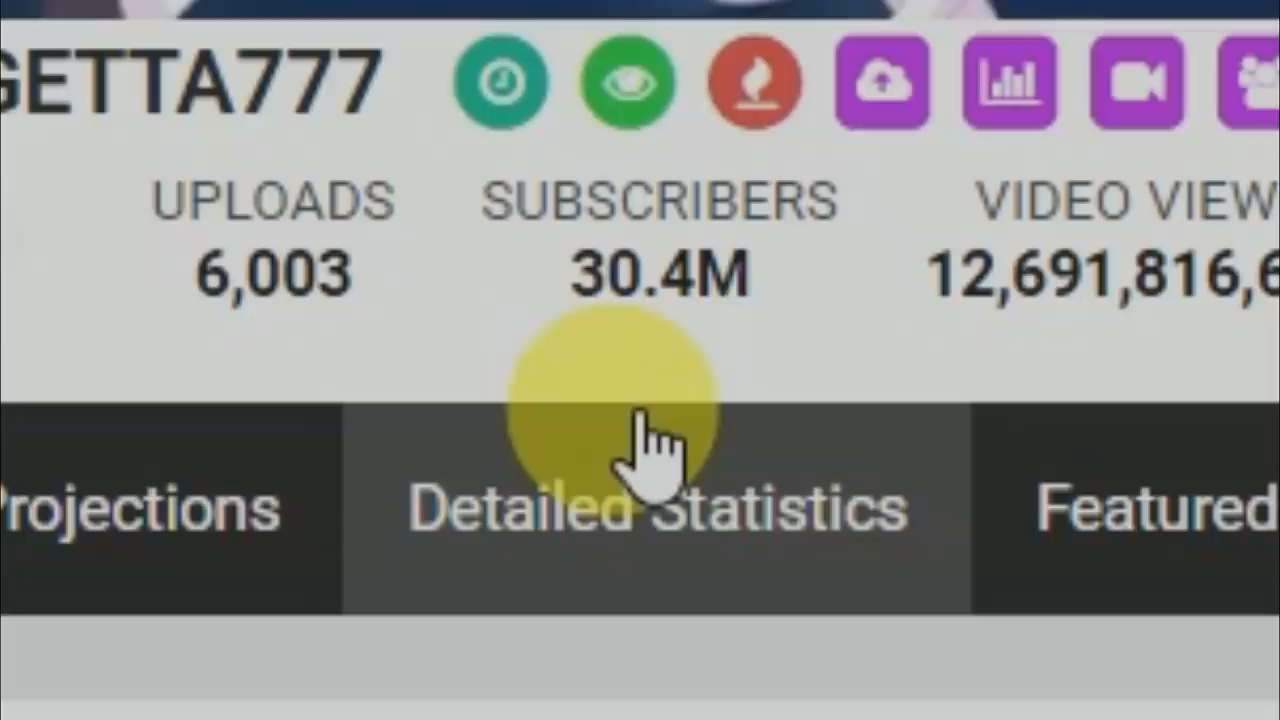 GETTA777
UPLOADS SUBSCRIBERS VIDEO VIEW
6,003 30.4M 12,691,816,6
Projections Detailed Statistics Featured